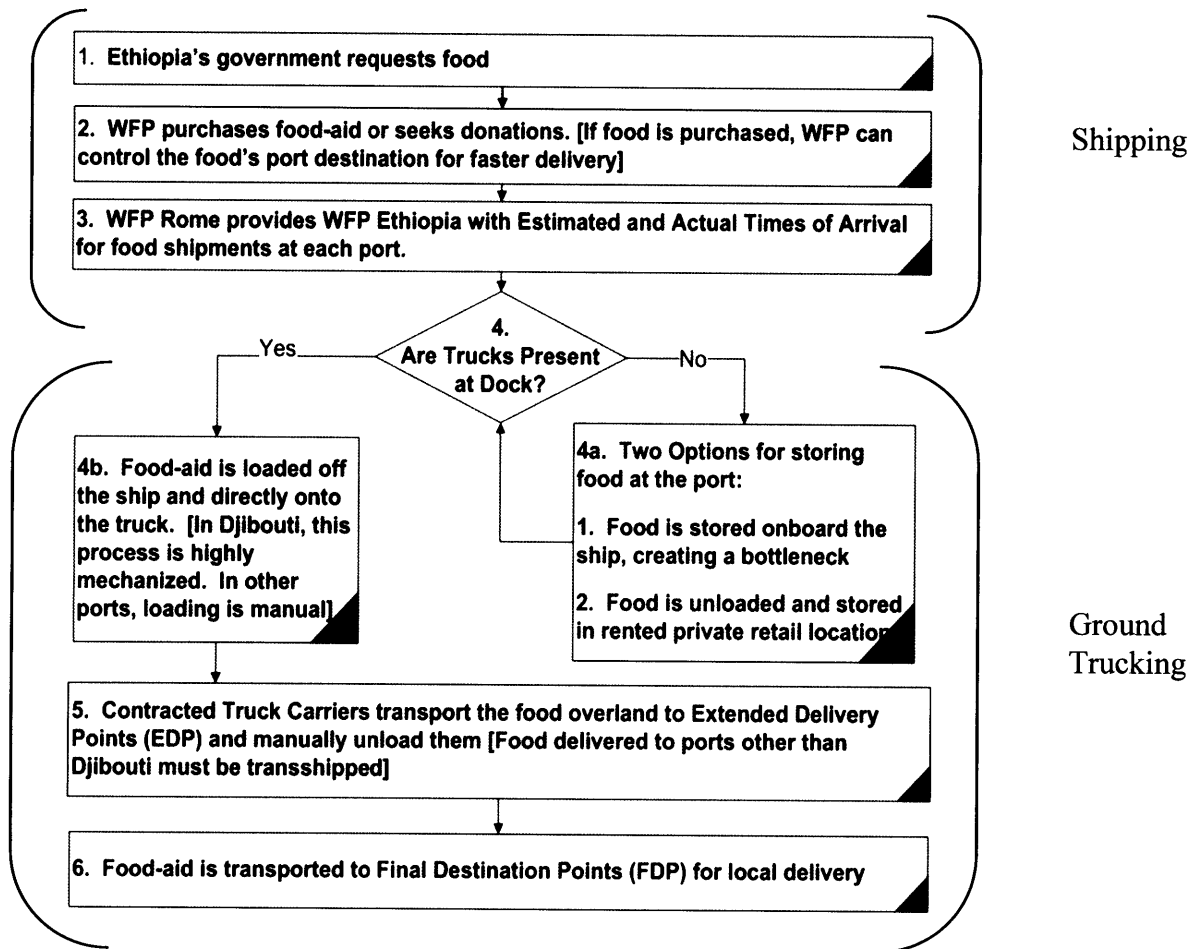 1. Ethiopia's government requests food
2. WFP purchases food-aid or seeks donations. [If food is purchased, WFP can
control the food's port destination for faster delivery]
Shipping
3. WFP Rome provides WFP Ethiopia with Estimated and Actual Times of Arrival
for food shipments at each port.
4.
Are Trucks Present
at Dock?
Yes
No
4b. Food-aid is loaded off
the ship and directly onto
the truck. [In Djibouti, this
process is highly
mechanized. In other
ports, loading is manual]
4a. Two Options for storing
food at the port:
1. Food is stored onboard the
ship, creating a bottleneck
2. Food is unloaded and stored
in rented private retail location
Ground
Trucking
5. Contracted Truck Carriers transport the food overland to Extended Delivery
Points (EDP) and manually unload them [Food delivered to ports other than
Djibouti must be transshipped]
6. Food-aid is transported to Final Destination Points (FDP) for local delivery